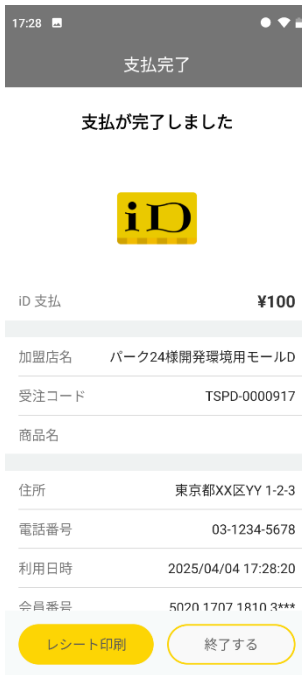 17:28
支払完了
支払が完了しました
iD
iD 支払 ¥100
加盟店名 パーク24様開発環境用モールD
受注コード TSPD-0000917
商品名
住所 東京都XX区YY 1-2-3
電話番号 03-1234-5678
利用日時 2025/04/04 17:28:20
会員番号 5020 1707 1810 3***
レシート印刷 終了する